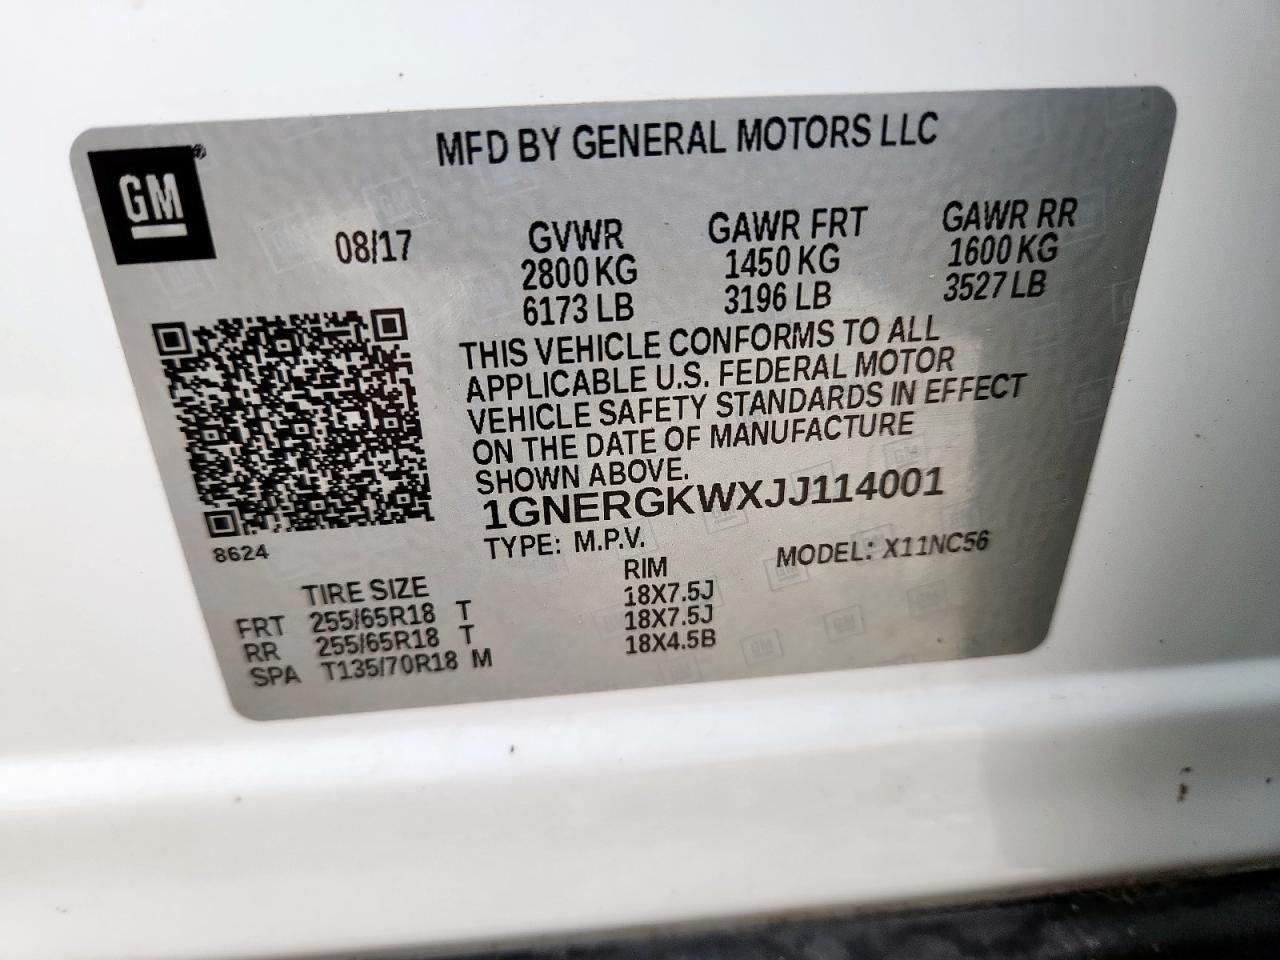 MFD BY GENERAL MOTORS LLC
GM
08/17 GVWR GAWR FRT GAWR RR
2800 KG 1450 KG 1600 KG
6173 LB 3196 LB 3527 LB
THIS VEHICLE CONFORMS TO ALL
APPLICABLE U.S. FEDERAL MOTOR
VEHICLE SAFETY STANDARDS IN EFFECT
ON THE DATE OF MANUFACTURE
SHOWN ABOVE.
1GNERGKWXJJ114001
8624
TYPE: M.P.V. MODEL: X11NC56
TIRE SIZE RIM
FRT 255/65R18 T 18X7.5J
RR 255/65R18 T 18X7.5J
SPA T135/70R18 M 18X4.5B